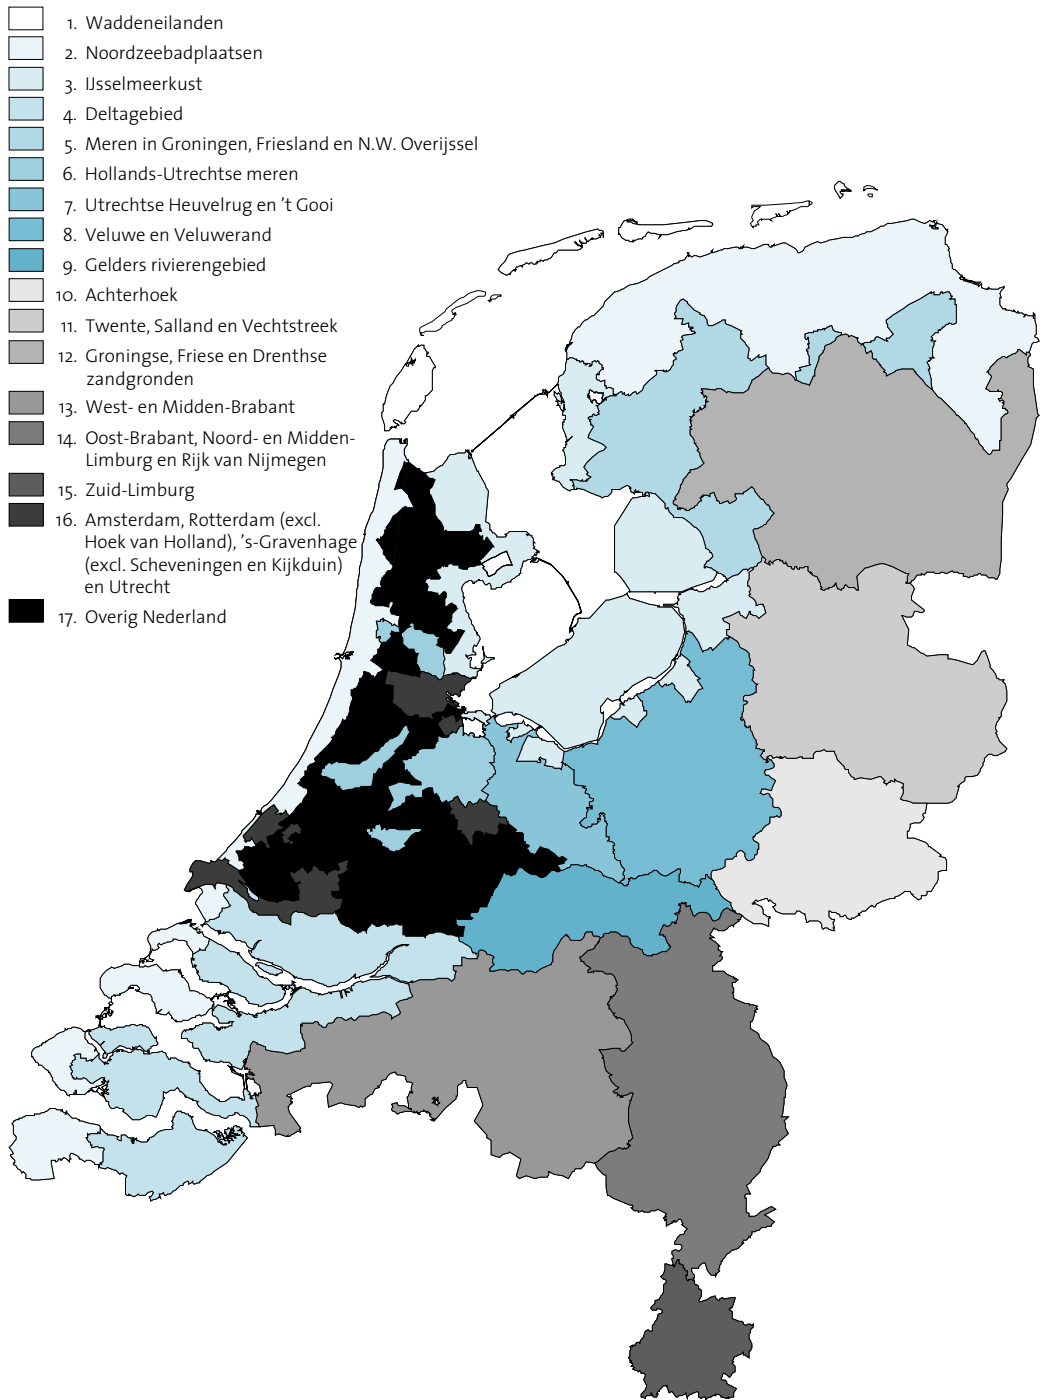 1. Waddeneilanden
2. Noordzeebadplaatsen
3. IJsselmeerkust
4. Deltagebied
5. Meren in Groningen, Friesland en N.W. Overijssel
6. Hollands-Utrechtse meren
7. Utrechtse Heuvelrug en ’t Gooi
8. Veluwe en Veluwerand
9. Gelders rivierengebied
10. Achterhoek
11. Twente, Salland en Vechtstreek
12. Groningse, Friese en Drenthse
zandgronden
13. West- en Midden-Brabant
14. Oost-Brabant, Noord- en Midden-
Limburg en Rijk van Nijmegen
15. Zuid-Limburg
16. Amsterdam, Rotterdam (excl.
Hoek van Holland), ’s-Gravenhage
(excl. Scheveningen en Kijkduin)
en Utrecht
17. Overig Nederland